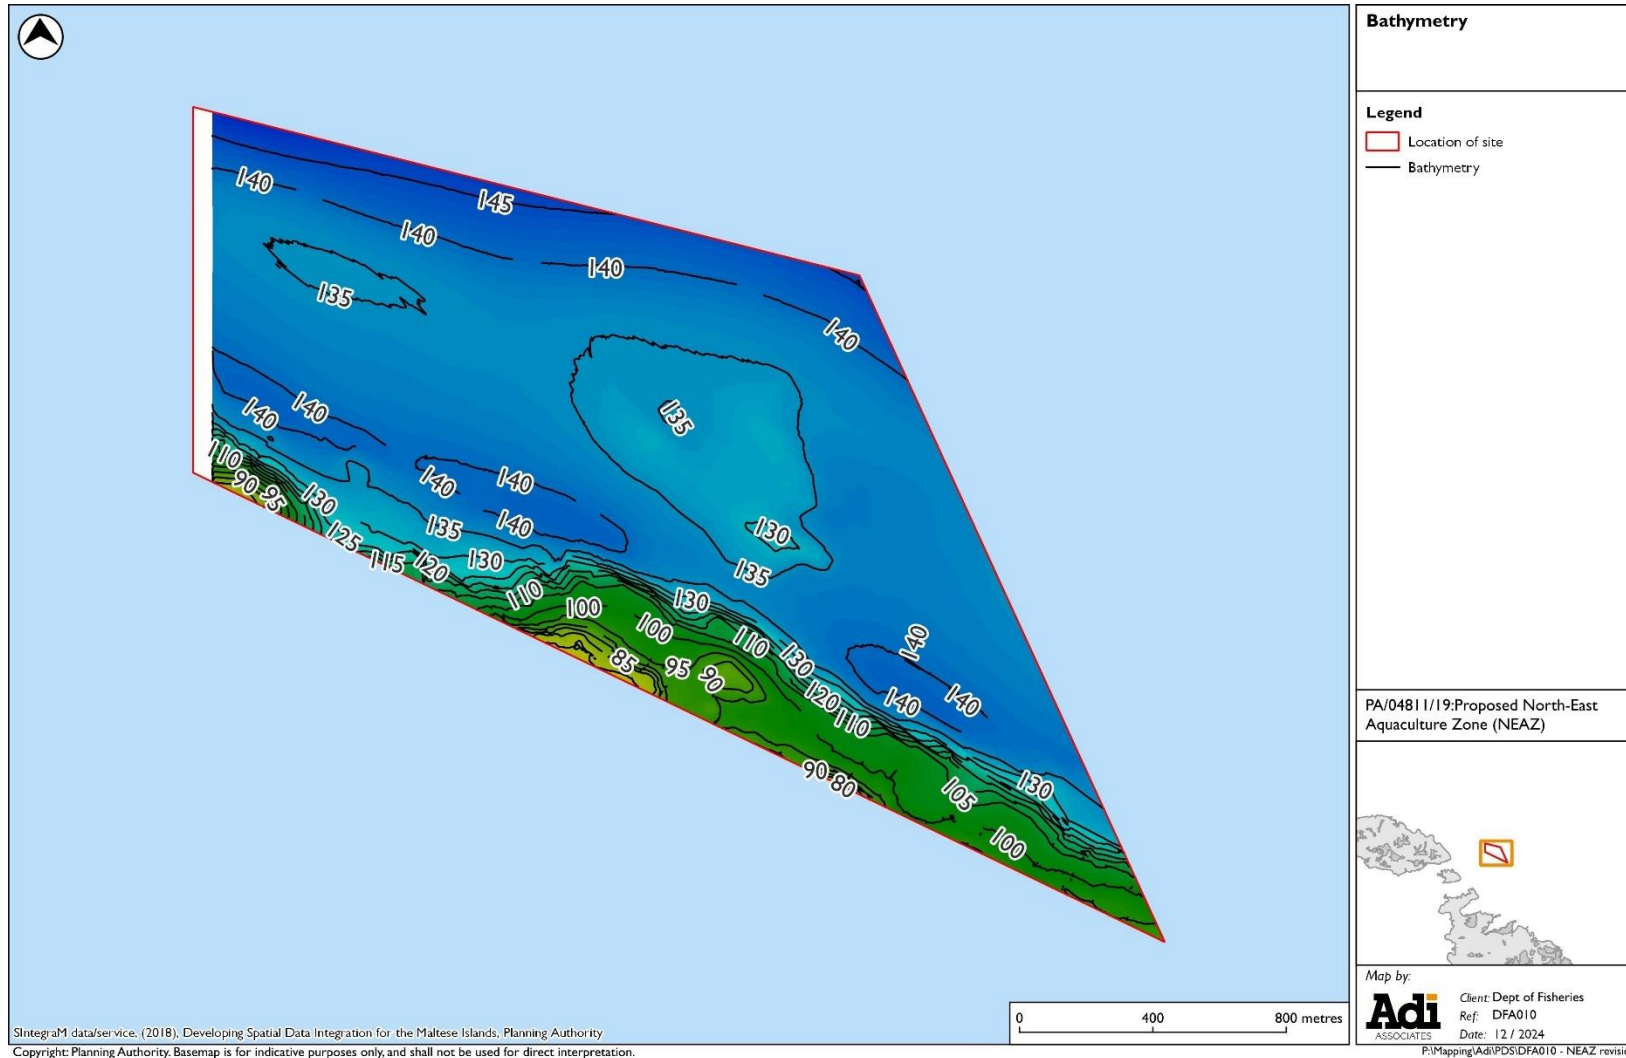 Bathymetry
Legend
Location of site
Bathymetry
140
145
140
140
135
140
135
140
140
140
140
140
135
130
130
135
110
90
95
130
125
115
120
130
110
100
100
130
110
130
120
110
85
95
90
140
140
140
90
80
105
130
100
0 400 800 metres
SIntegraM data/service, (2018), Developing Spatial Data Integration for the Maltese Islands, Planning Authority
Copyright: Planning Authority. Basemap is for indicative purposes only, and shall not be used for direct interpretation.
PA/04811/19:Proposed North-East
Aquaculture Zone (NEAZ)
Map by:
Adi
ASSOCIATES
Client: Dept of Fisheries
Ref: DFA010
Date: 12 / 2024
P:\Mapping\Adi\PDS\DFA010 - NEAZ